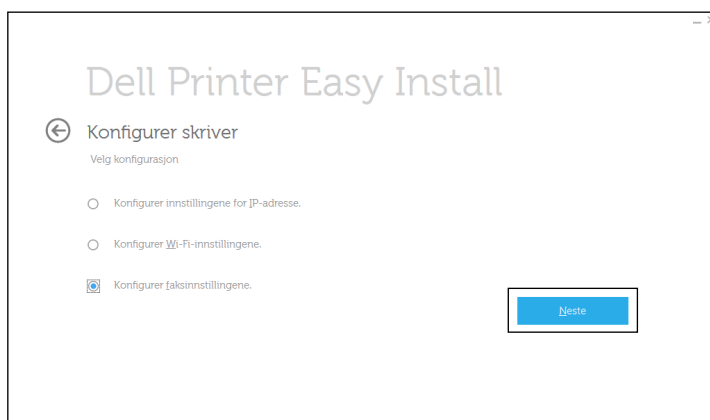 Dell Printer Easy Install
Konfigurer skriver
Velg konfigurasjon
Konfigurer innstillingene for IP-adresse.
Konfigurer Wi-Fi-innstillingene.
Konfigurer faksinnstillingene.
Neste